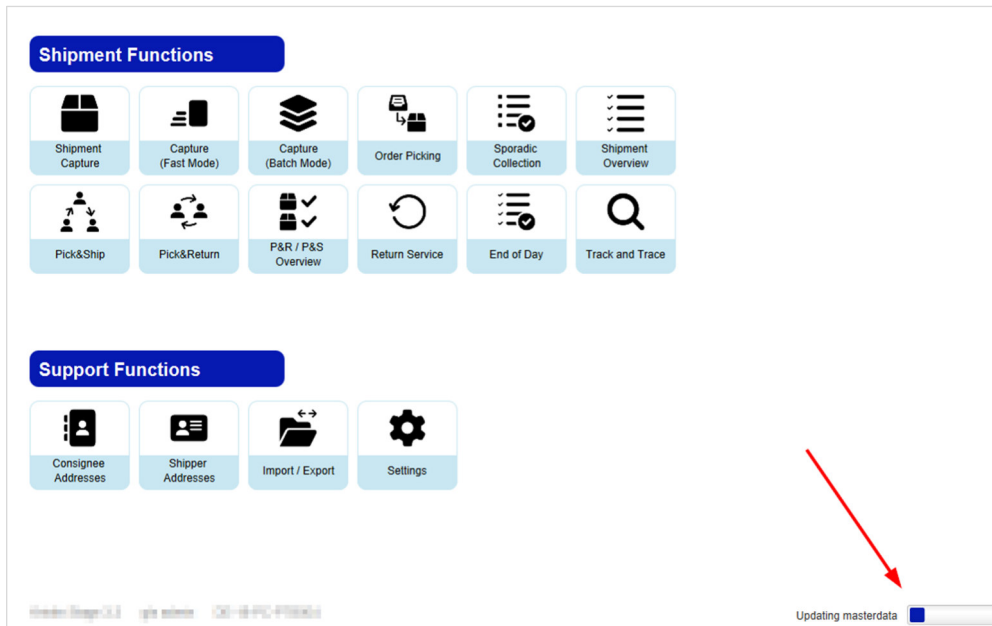 Shipment Functions
Shipment
Capture
Capture
(Fast Mode)
Capture
(Batch Mode)
Order Picking
Sporadic
Collection
Shipment
Overview
Pick&Ship
Pick&Return
P&R / P&S
Overview
Return Service
End of Day
Track and Trace
Support Functions
Consignee
Addresses
Shipper
Addresses
Import / Export
Settings
Updating masterdata